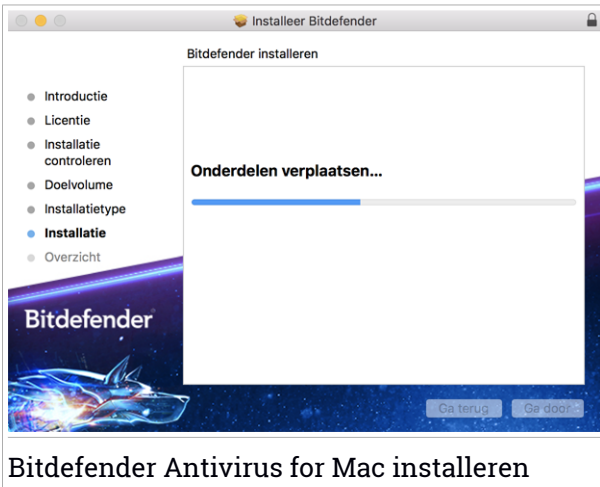 Installeer Bitdefender
Bitdefender installeren
Introductie
Licentie
Installatie
controleren
Doelvolume
Installatietype
Installatie
Overzicht
Onderdelen verplaatsen...
Bitdefender
Ga terug
Ga door
Bitdefender Antivirus for Mac installeren